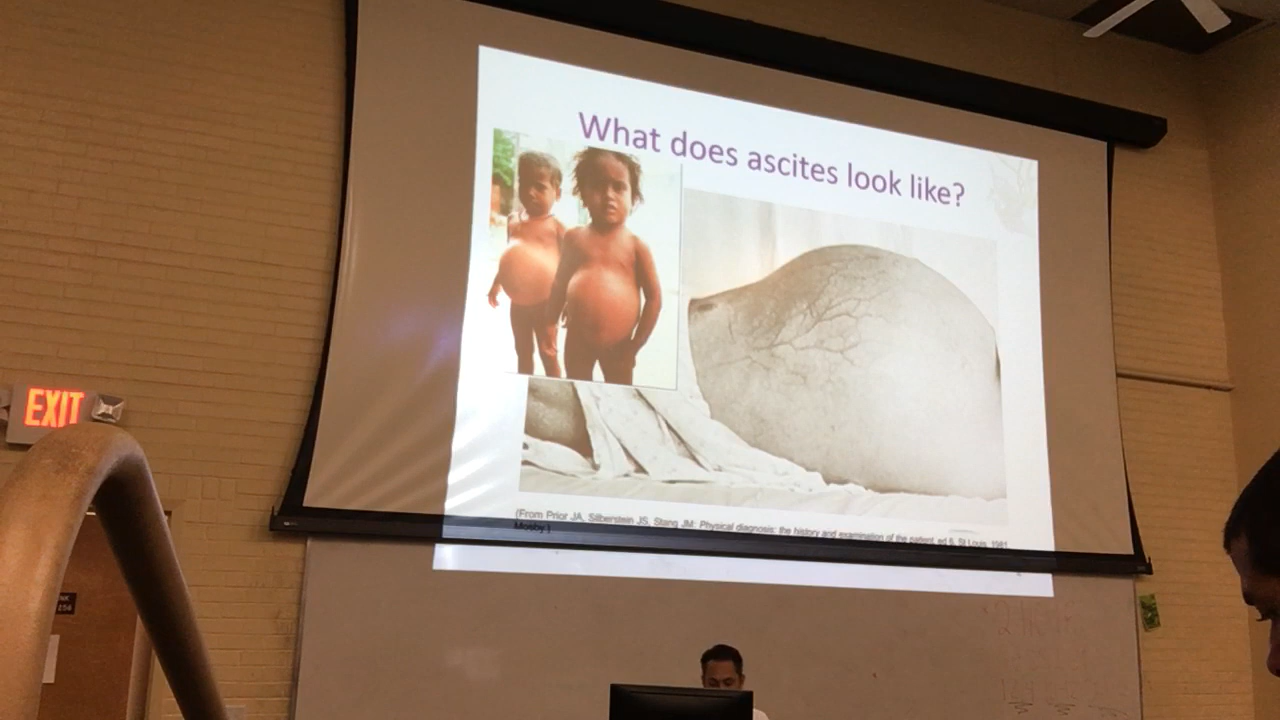 What does ascites look like?
EXIT
(From Prior JA, Silberstein JS, Stang JM: Physical diagnosis: the history and examination of the patient, ed 6, St Louis, 1981
Mosby.)